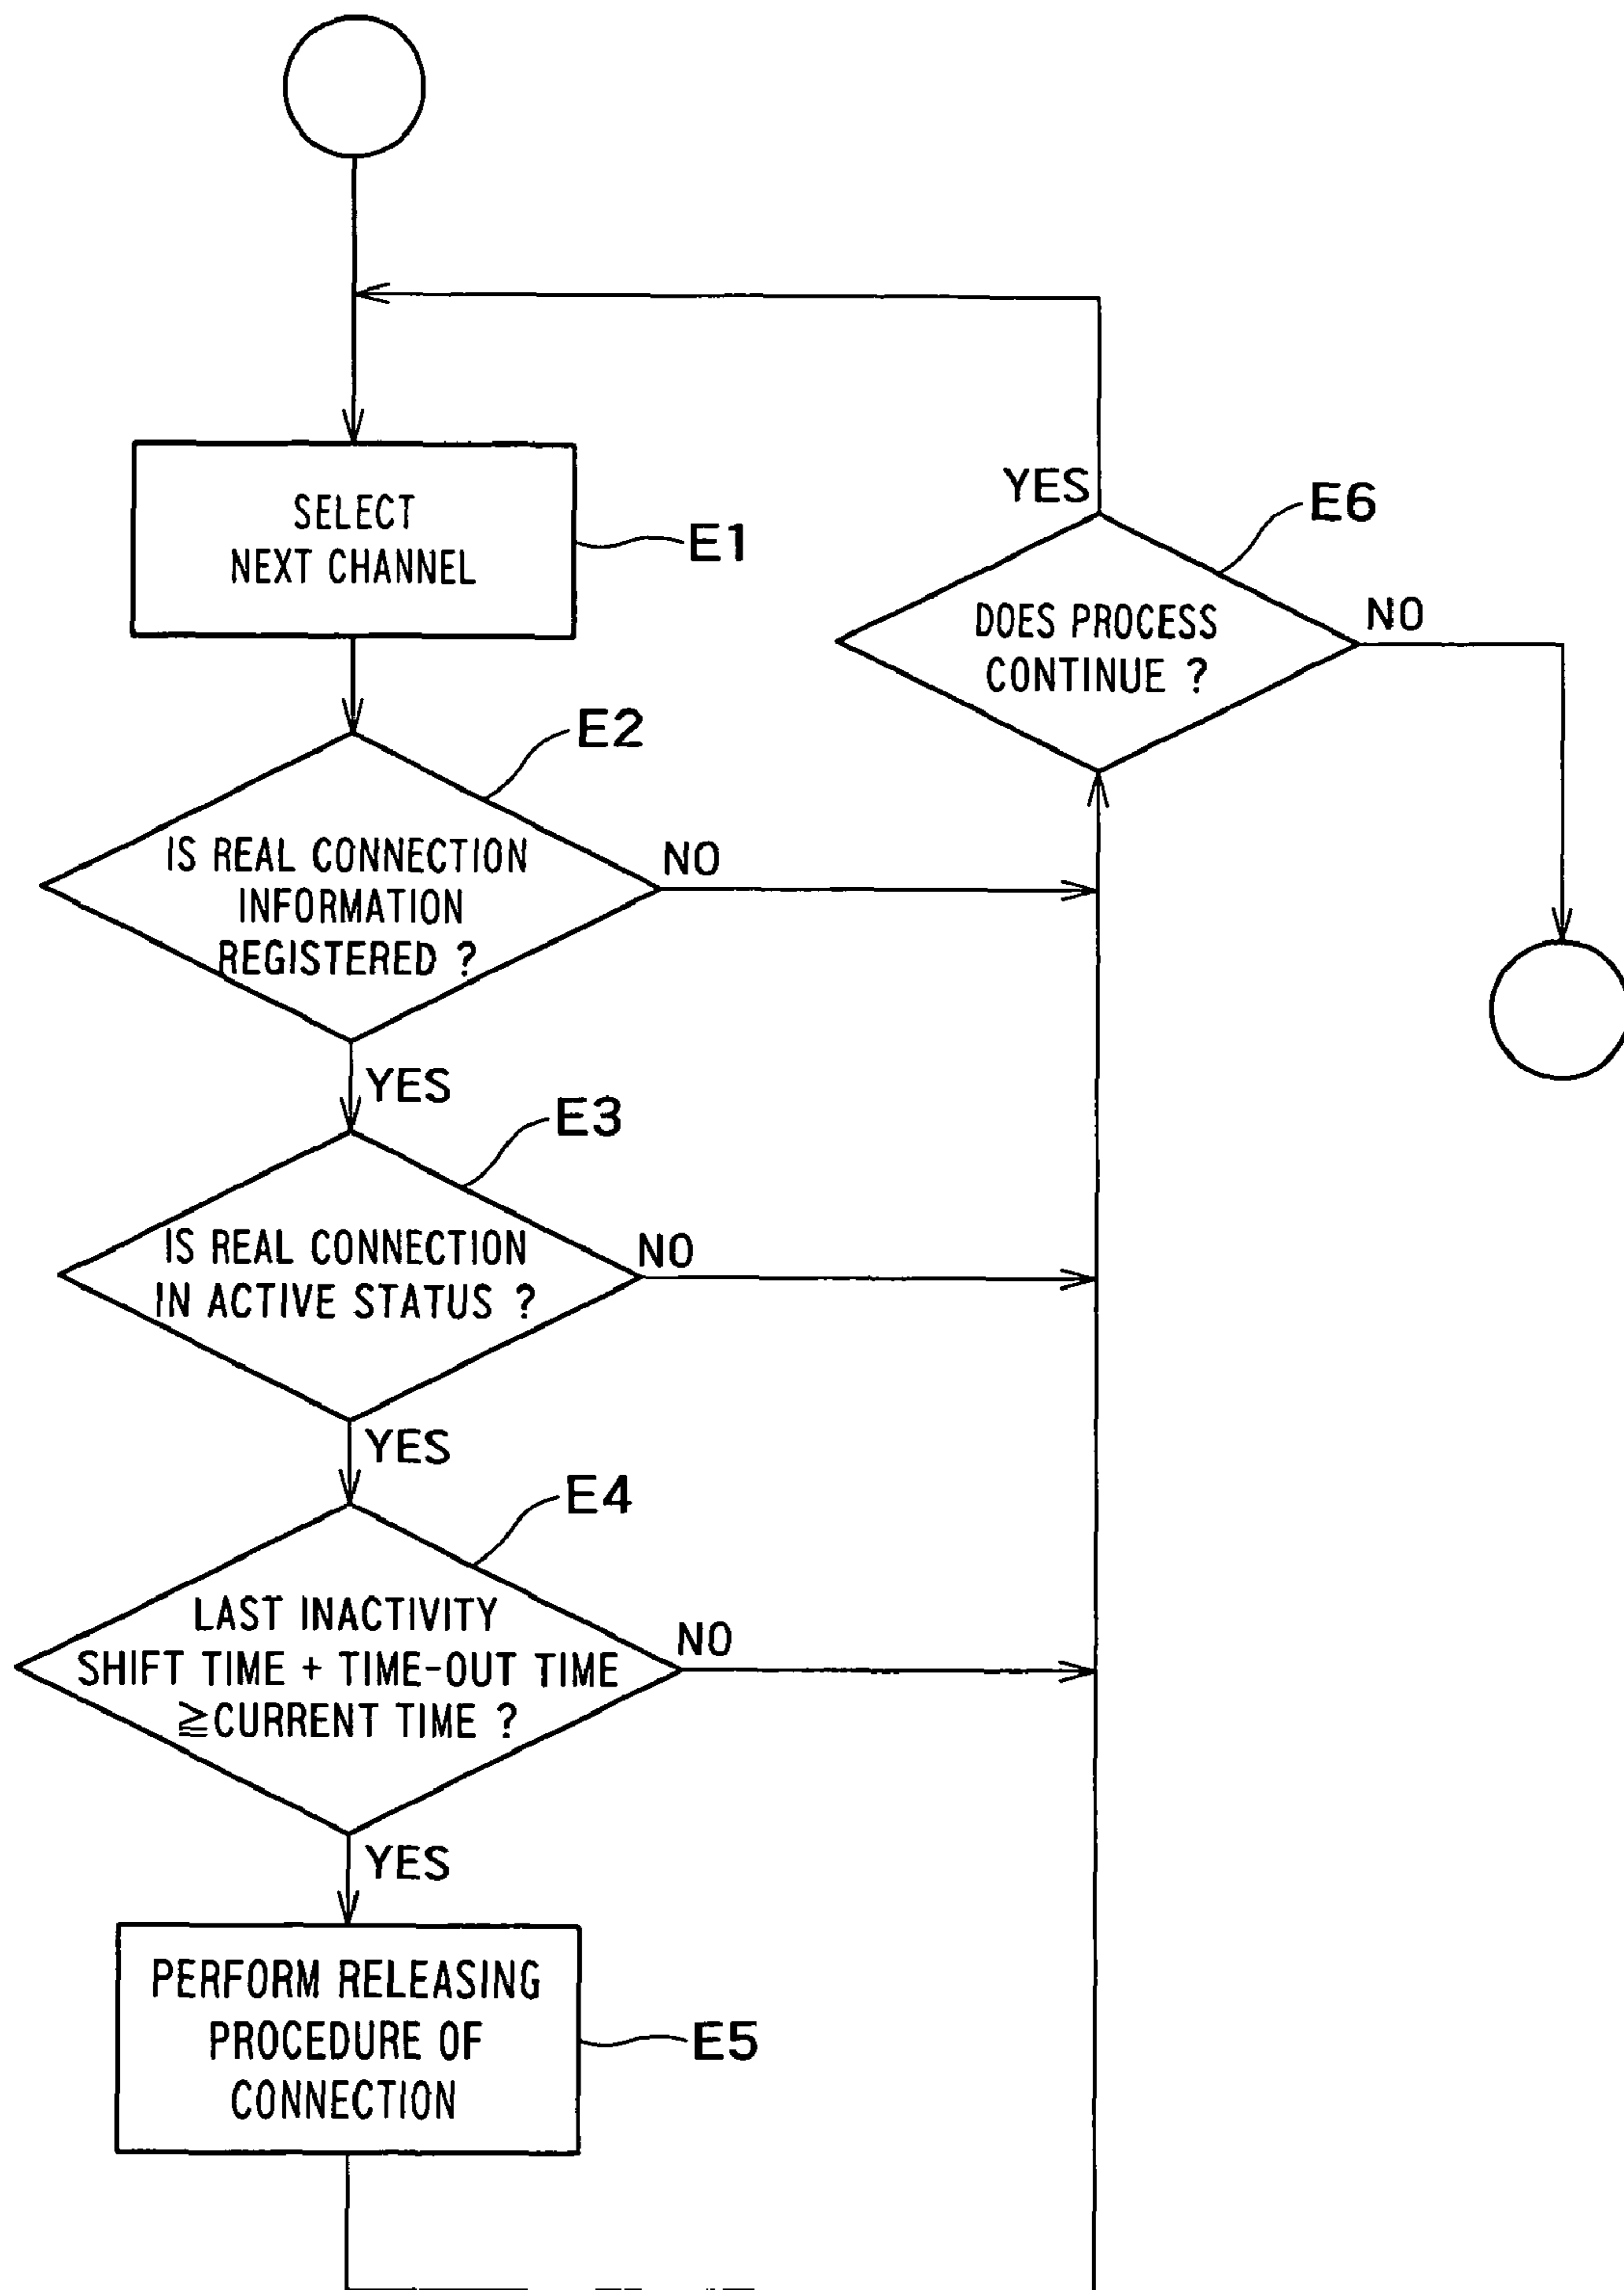 SELECT
NEXT CHANNEL
E1
E2
IS REAL CONNECTION
INFORMATION
REGISTERED ?
NO
YES
E3
IS REAL CONNECTION
IN ACTIVE STATUS ?
NO
YES
E4
LAST INACTIVITY
SHIFT TIME + TIME-OUT TIME
≧CURRENT TIME ?
NO
YES
PERFORM RELEASING
PROCEDURE OF
CONNECTION
E5
YES
E6
DOES PROCESS
CONTINUE ?
NO